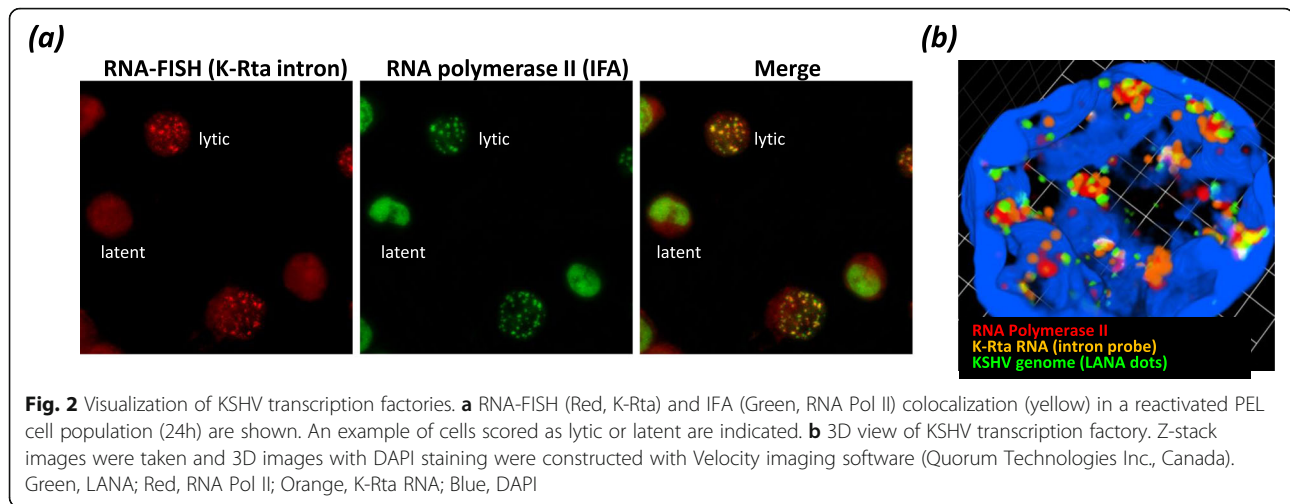 (a)
(b)
RNA-FISH (K-Rta intron)
RNA polymerase II (IFA)
Merge
lytic
lytic
lytic
latent
latent
latent
RNA Polymerase II
K-Rta RNA (intron probe)
KSHV genome (LANA dots)
Fig. 2 Visualization of KSHV transcription factories. a RNA-FISH (Red, K-Rta) and IFA (Green, RNA Pol II) colocalization (yellow) in a reactivated PEL
cell population (24h) are shown. An example of cells scored as lytic or latent are indicated. b 3D view of KSHV transcription factory. Z-stack
images were taken and 3D images with DAPI staining were constructed with Velocity imaging software (Quorum Technologies Inc., Canada).
Green, LANA; Red, RNA Pol II; Orange, K-Rta RNA; Blue, DAPI